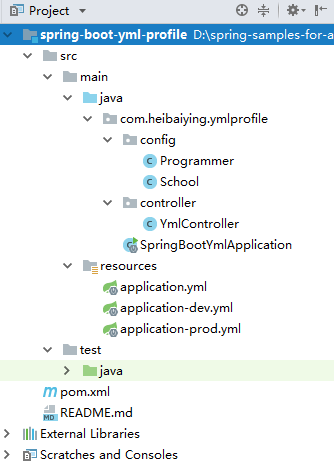 Project
spring-boot-yml-profile D:\spring-samples-for-a
src
main
java
com.heibaiying.ymlprofile
config
Programmer
School
controller
YmlController
SpringBootYmlApplication
resources
application.yml
application-dev.yml
application-prod.yml
test
java
pom.xml
README.md
External Libraries
Scratches and Consoles